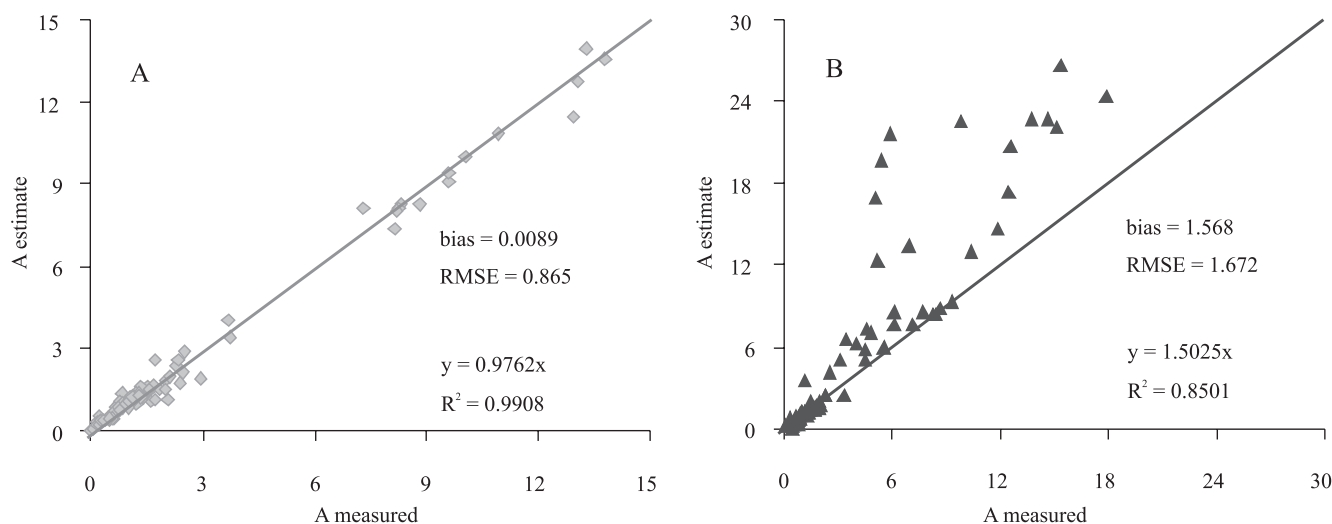 15
12
9
6
3
0
A estimate
A
bias = 0.0089
RMSE = 0.865
y = 0.9762x
R² = 0.9908
0 3 6 9 12 15
A measured
30
24
18
12
6
0
A estimate
B
bias = 1.568
RMSE = 1.672
y = 1.5025x
R² = 0.8501
0 6 12 18 24 30
A measured